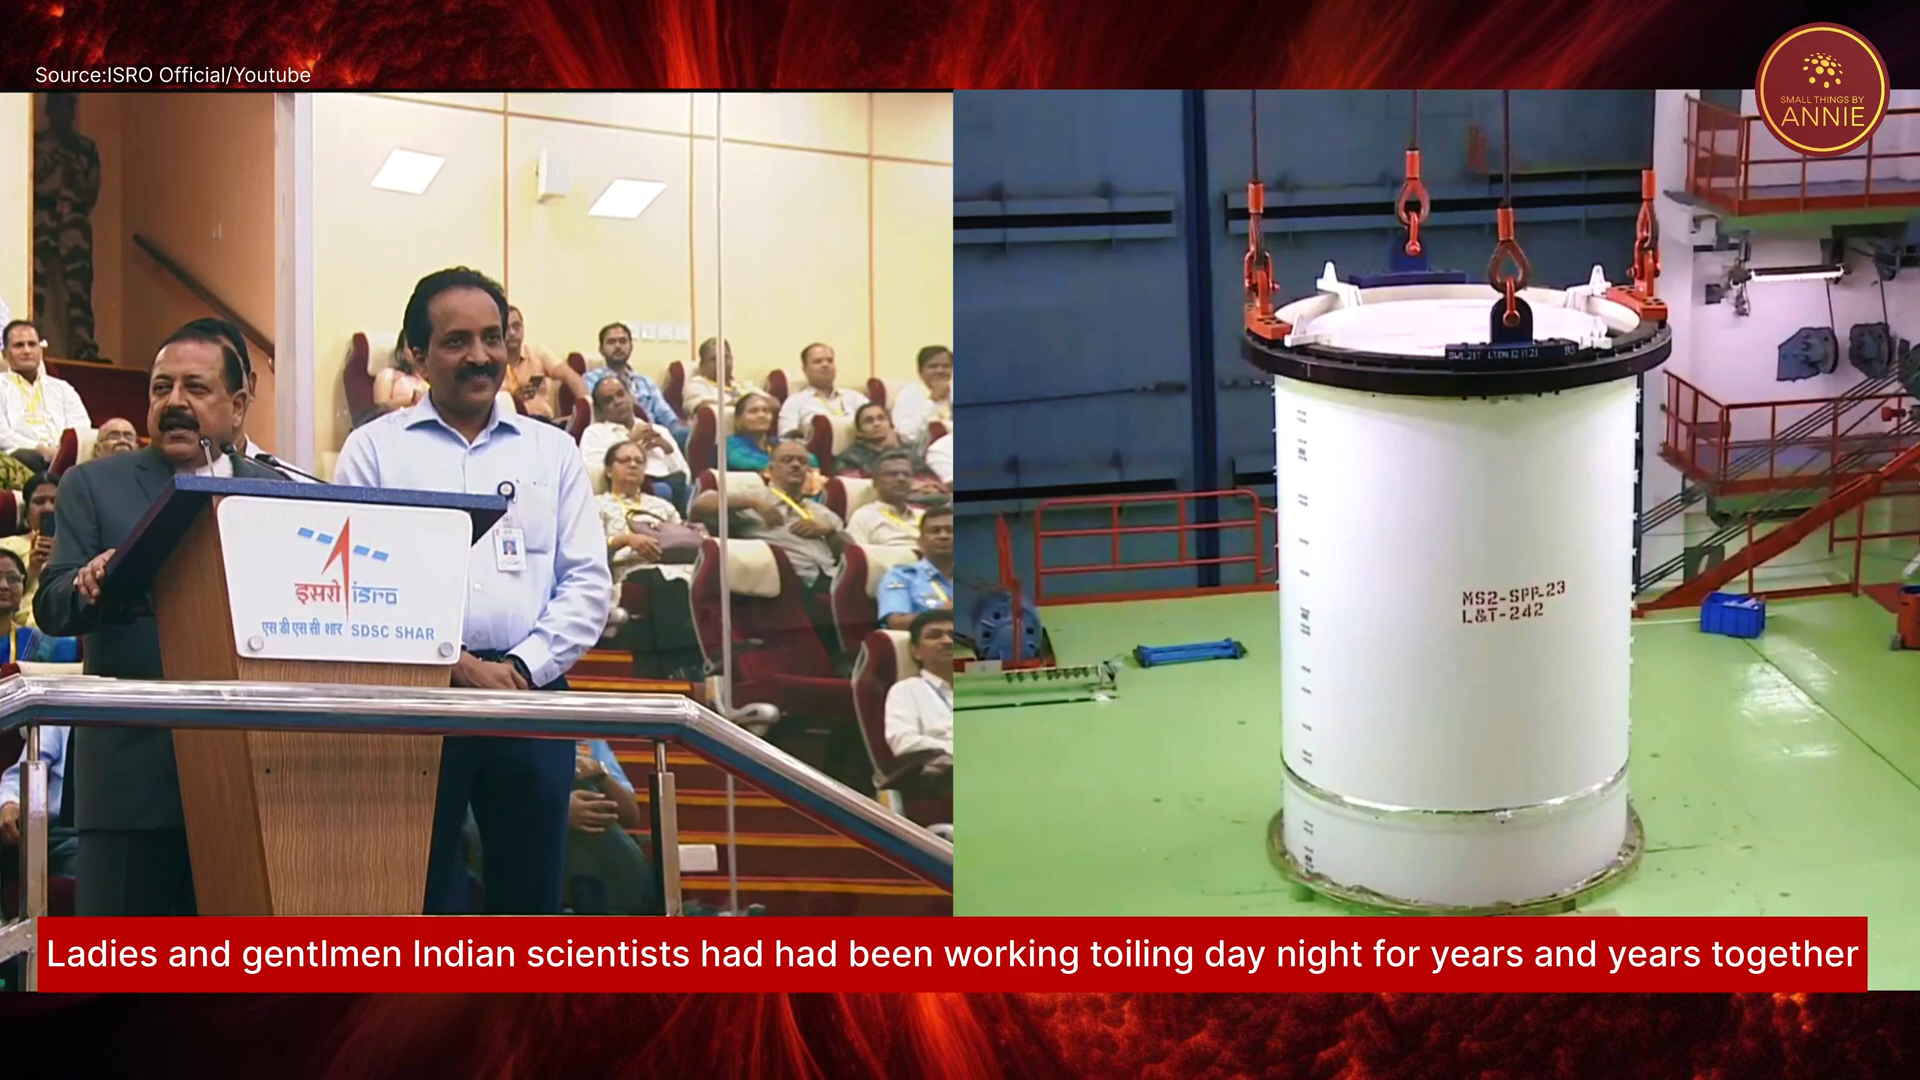 Source:ISRO Official/Youtube
SMALL THINGS BY
ANNIE
इसरो isro
एस डी एस सी शार SDSC SHAR
MS2-SPP-23
L&T-242
Ladies and gentlmen Indian scientists had had been working toiling day night for years and years together